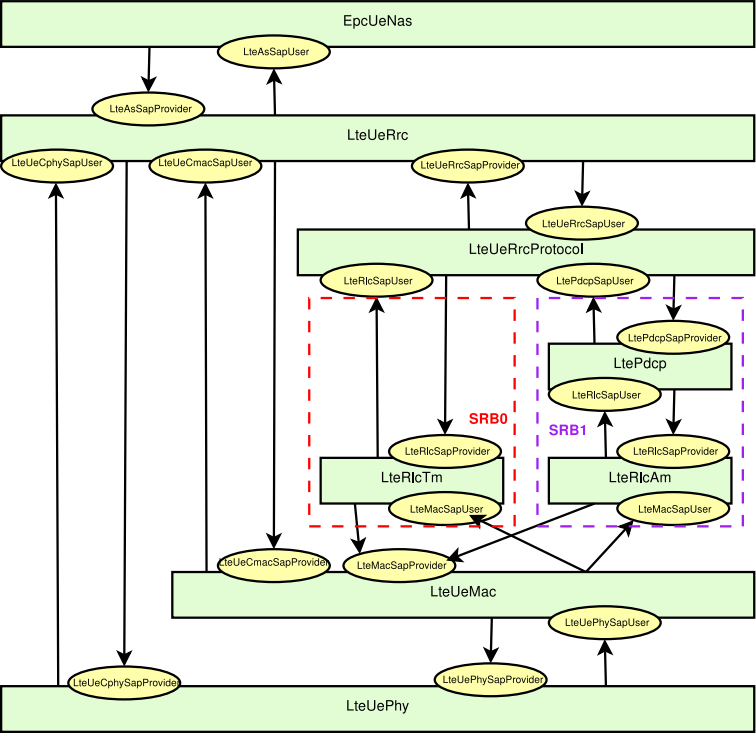 EpcUeNas
LteAsSapUser
LteAsSapProvider
LteUeRrc
LteUeCphySapUser
LteUeCmacSapUser
LteUeRrcSapProvider
LteUeRrcSapUser
LteUeRrcProtocol
LteRlcSapUser
LtePdcpSapUser
LtePdcpSapProvider
LtePdcp
LteRlcSapUser
SRB0
SRB1
LteRlcSapProvider
LteRlcSapProvider
LteRlcTm
LteRlcAm
LteMacSapUser
LteMacSapUser
LteUeCmacSapProvider
LteMacSapProvider
LteUeMac
LteUePhySapUser
LteUeCphySapProvider
LteUePhySapProvider
LteUePhy